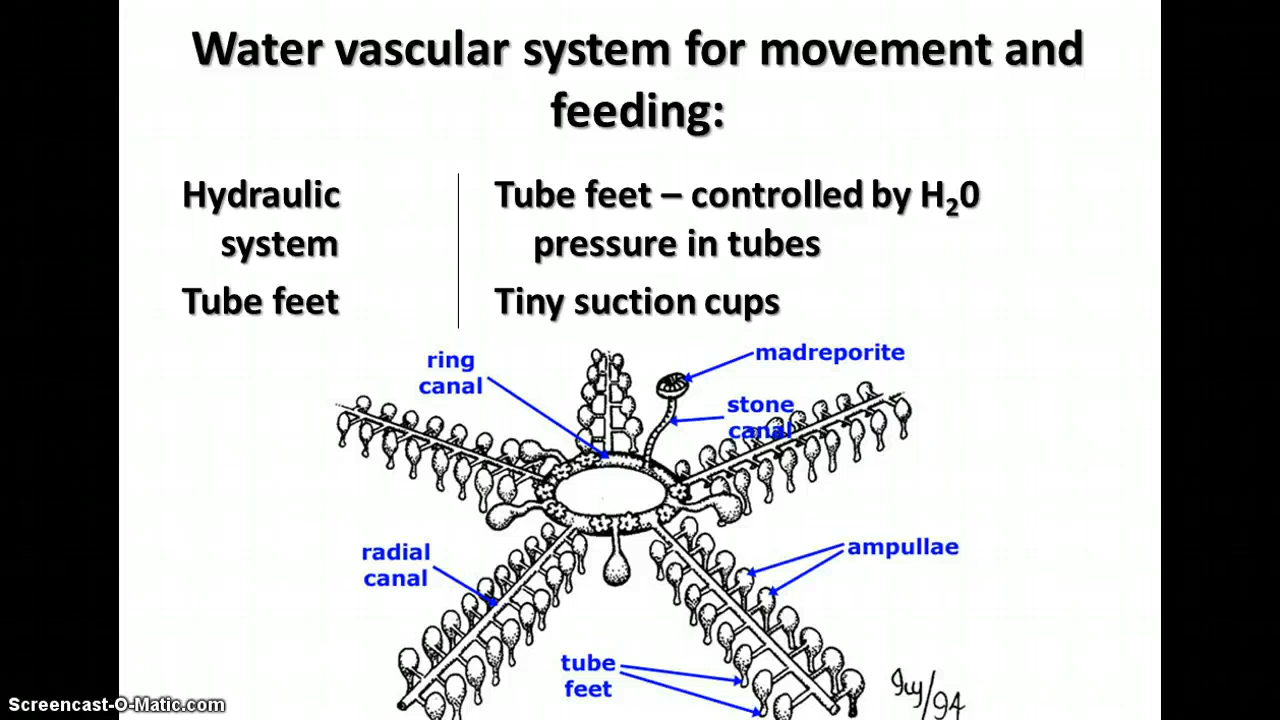 Water vascular system for movement and
feeding:
Hydraulic
system
Tube feet – controlled by H₂0
pressure in tubes
Tube feet
Tiny suction cups
ring
canal
madreporite
stone
canal
radial
canal
ampullae
tube
feet
Screencast-O-Matic.com